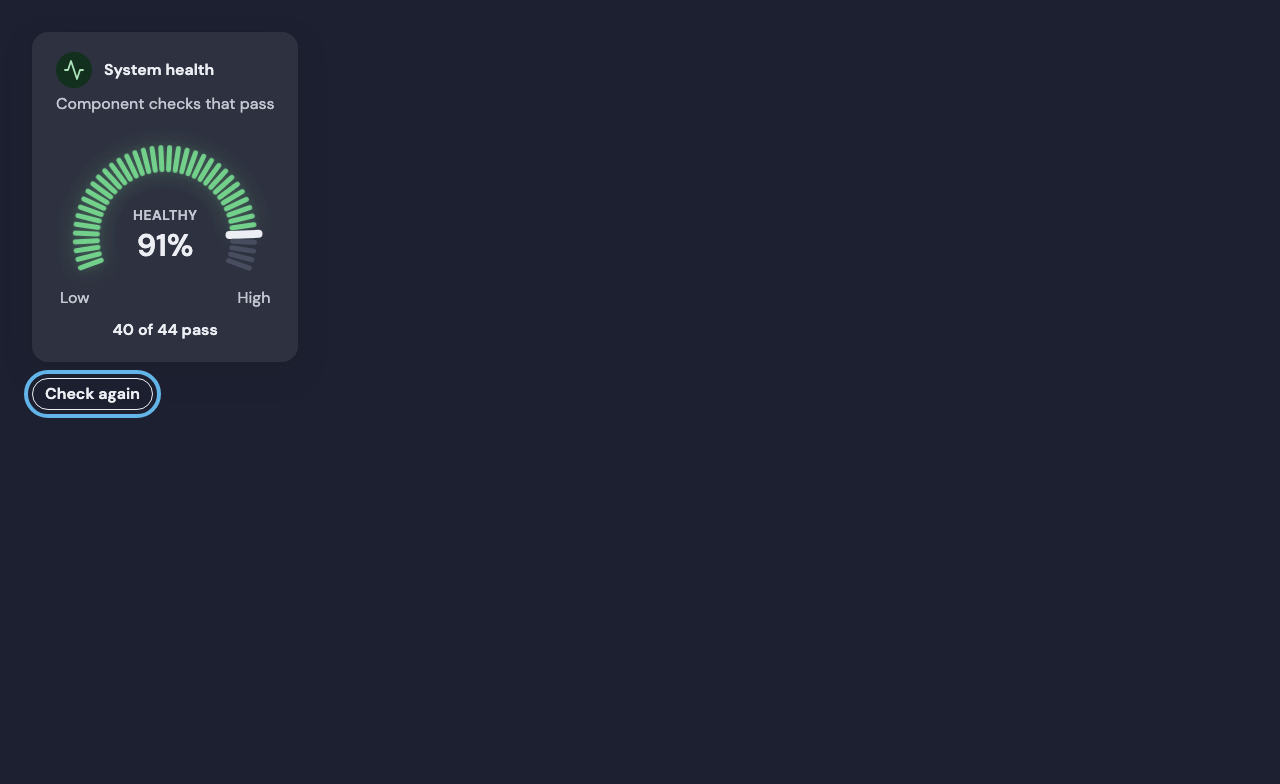 System health
Component checks that pass
HEALTHY
91%
Low High
40 of 44 pass
Check again